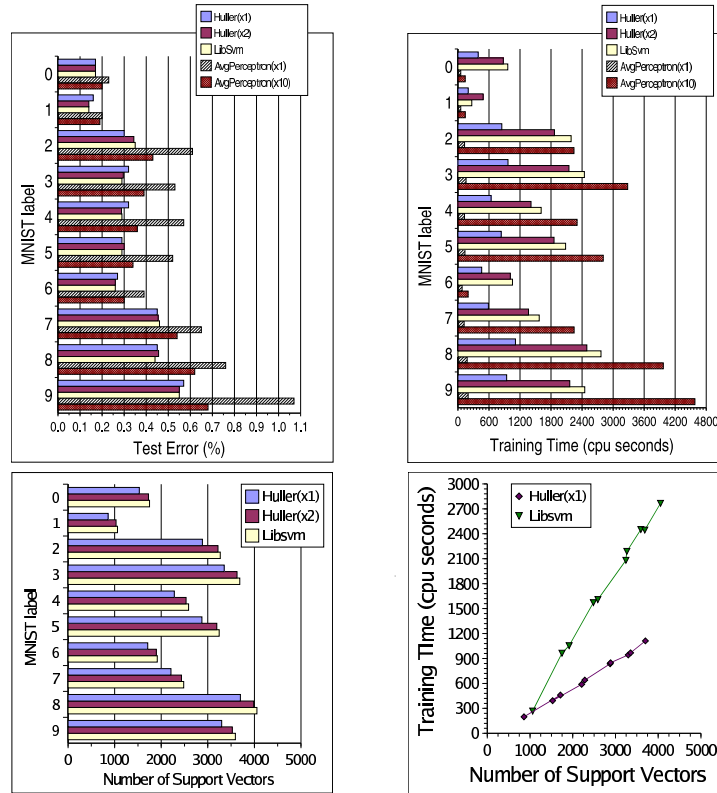 Huller(x1)
Huller(x2)
LibSvm
AvgPerceptron(x1)
AvgPerceptron(x10)
MNIST label
0
1
2
3
4
5
6
7
8
9
0.0 0.1 0.2 0.3 0.4 0.5 0.6 0.7 0.8 0.9 1.0 1.1
Test Error (%)
Huller(x1)
Huller(x2)
LibSvm
AvgPerceptron(x1)
AvgPerceptron(x10)
MNIST label
0
1
2
3
4
5
6
7
8
9
0 600 1200 1800 2400 3000 3600 4200 4800
Training Time (cpu seconds)
Huller(x1)
Huller(x2)
Libsvm
MNIST label
0
1
2
3
4
5
6
7
8
9
0 1000 2000 3000 4000 5000
Number of Support Vectors
Huller(x1)
Libsvm
Training TIme (cpu seconds)
3000
2700
2400
2100
1800
1500
1200
900
600
300
0
0 1000 2000 3000 4000 5000
Number of Support Vectors